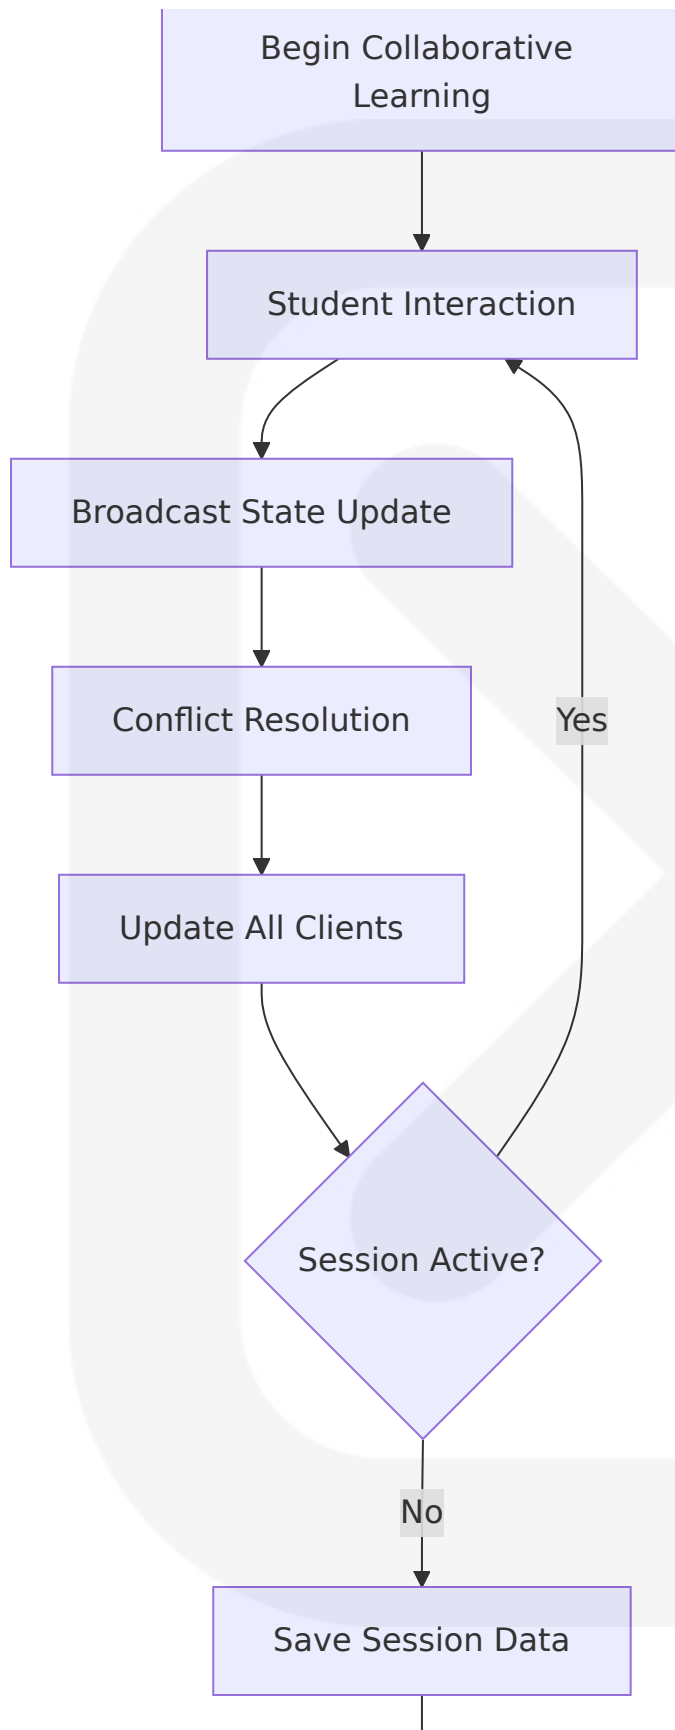 Begin Collaborative
Learning
Student Interaction
Broadcast State Update
Conflict Resolution
Yes
Update All Clients
Session Active?
No
Save Session Data